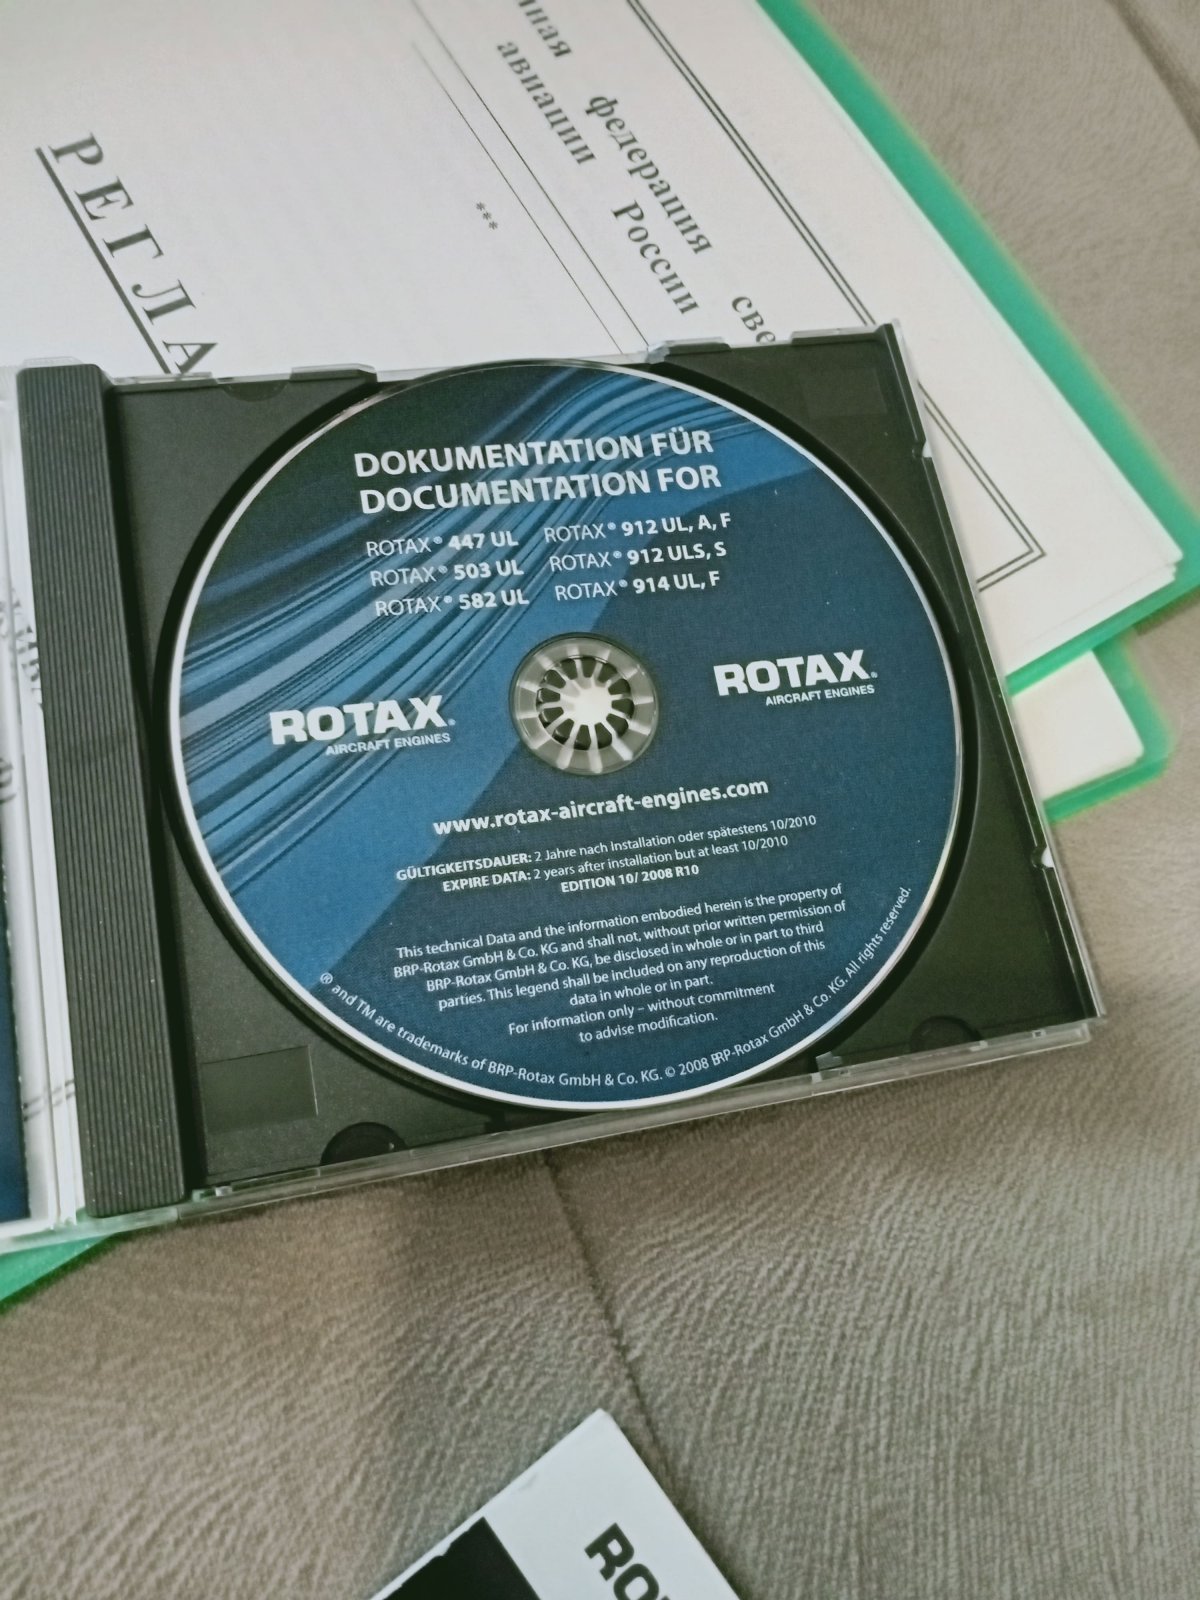 федерация
авиации России
***
РЕГЛА
DOKUMENTATION FÜR
DOCUMENTATION FOR
ROTAX® 447 UL ROTAX® 912 UL, A, F
ROTAX® 503 UL ROTAX® 912 ULS, S
ROTAX® 582 UL ROTAX® 914 UL, F
ROTAX®
AIRCRAFT ENGINES
ROTAX®
AIRCRAFT ENGINES
www.rotax-aircraft-engines.com
GÜLTIGKEITSDAUER: 2 Jahre nach Installation oder spätestens 10/2010
EXPIRE DATA: 2 years after installation but at least 10/2010
EDITION 10/ 2008 R10
This technical Data and the information embodied herein is the property of
BRP-Rotax GmbH & Co. KG and shall not, without prior written permission of
BRP-Rotax GmbH & Co. KG, be disclosed in whole or in part to third
parties. This legend shall be included on any reproduction of this
data in whole or in part.
For information only – without commitment
to advise modification.
® and TM are trademarks of BRP-Rotax GmbH & Co. KG. © 2008 BRP-Rotax GmbH & Co. KG. All rights reserved.